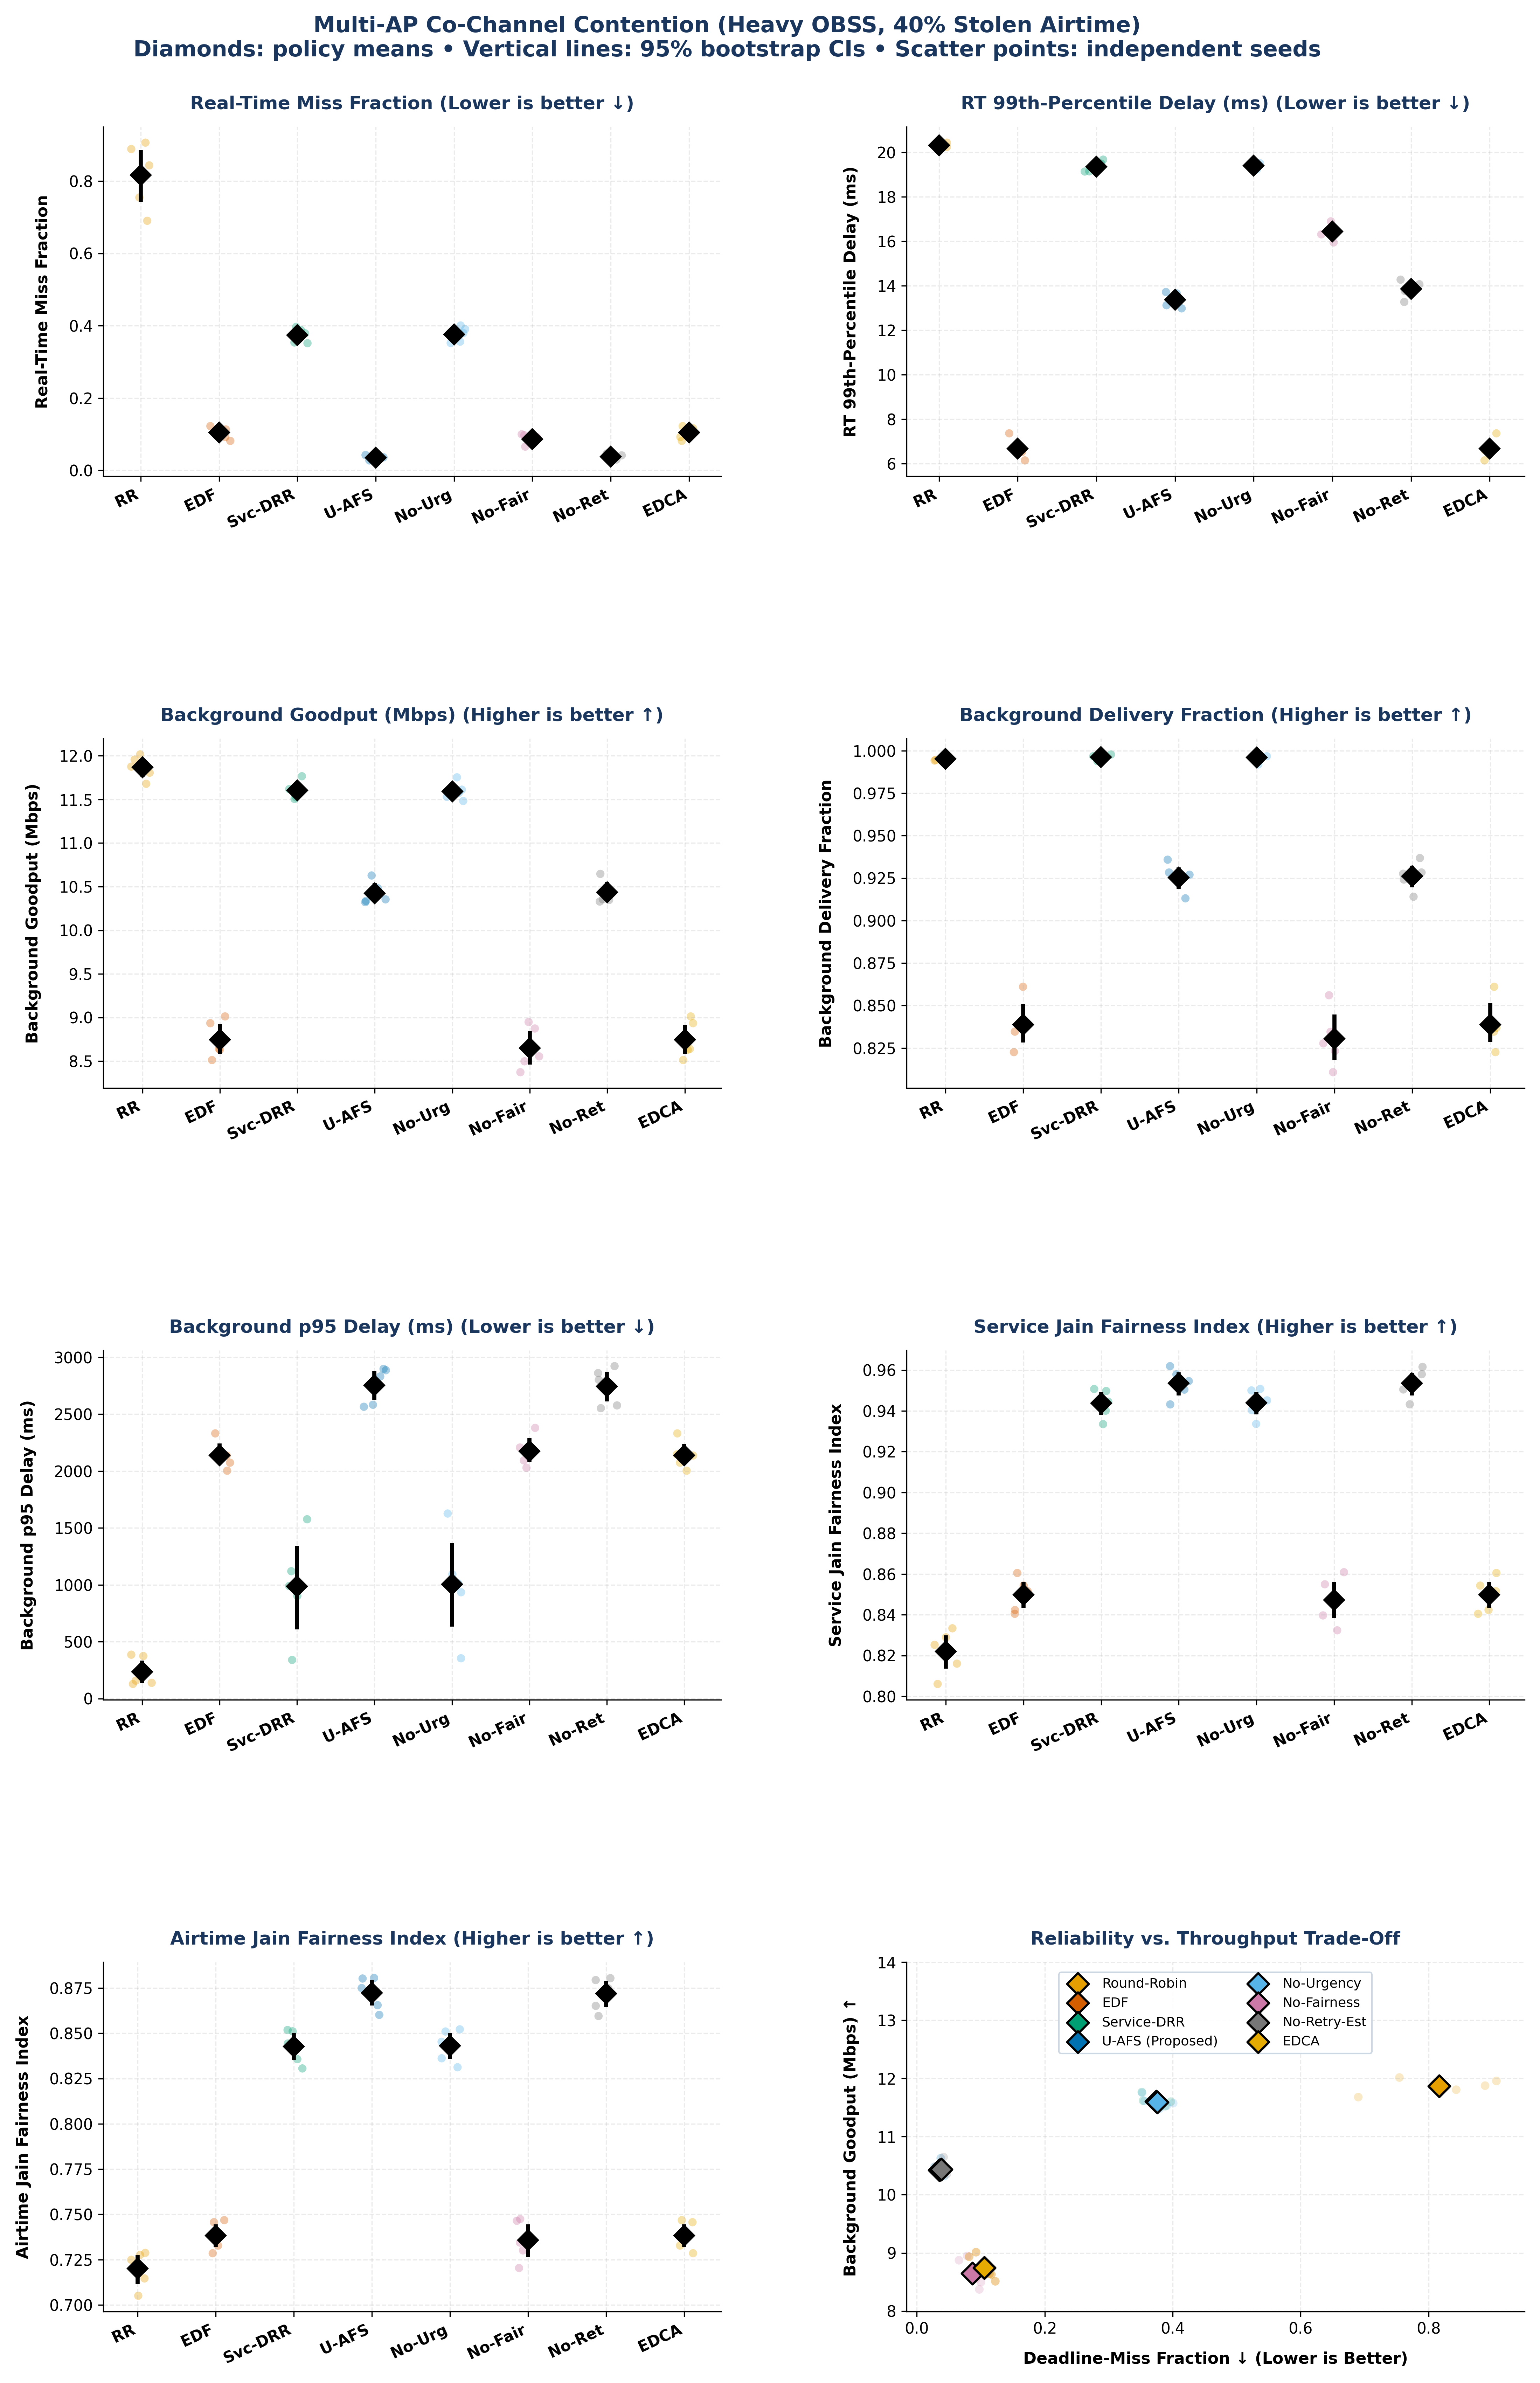 Multi-AP Co-Channel Contention (Heavy OBSS, 40% Stolen Airtime)
Diamonds: policy means • Vertical lines: 95% bootstrap CIs • Scatter points: independent seeds
Real-Time Miss Fraction (Lower is better ↓)
Real-Time Miss Fraction
0.8
0.6
0.4
0.2
0.0
RR
EDF
Svc-DRR
U-AFS
No-Urg
No-Fair
No-Ret
EDCA
RT 99th-Percentile Delay (ms) (Lower is better ↓)
RT 99th-Percentile Delay (ms)
20
18
16
14
12
10
8
6
RR
EDF
Svc-DRR
U-AFS
No-Urg
No-Fair
No-Ret
EDCA
Background Goodput (Mbps) (Higher is better ↑)
Background Goodput (Mbps)
12.0
11.5
11.0
10.5
10.0
9.5
9.0
8.5
RR
EDF
Svc-DRR
U-AFS
No-Urg
No-Fair
No-Ret
EDCA
Background Delivery Fraction (Higher is better ↑)
Background Delivery Fraction
1.000
0.975
0.950
0.925
0.900
0.875
0.850
0.825
RR
EDF
Svc-DRR
U-AFS
No-Urg
No-Fair
No-Ret
EDCA
Background p95 Delay (ms) (Lower is better ↓)
Background p95 Delay (ms)
3000
2500
2000
1500
1000
500
0
RR
EDF
Svc-DRR
U-AFS
No-Urg
No-Fair
No-Ret
EDCA
Service Jain Fairness Index (Higher is better ↑)
Service Jain Fairness Index
0.96
0.94
0.92
0.90
0.88
0.86
0.84
0.82
0.80
RR
EDF
Svc-DRR
U-AFS
No-Urg
No-Fair
No-Ret
EDCA
Airtime Jain Fairness Index (Higher is better ↑)
Airtime Jain Fairness Index
0.875
0.850
0.825
0.800
0.775
0.750
0.725
0.700
RR
EDF
Svc-DRR
U-AFS
No-Urg
No-Fair
No-Ret
EDCA
Reliability vs. Throughput Trade-Off
Background Goodput (Mbps) ↑
14
13
12
11
10
9
8
Round-Robin
EDF
Service-DRR
U-AFS (Proposed)
No-Urgency
No-Fairness
No-Retry-Est
EDCA
0.0
0.2
0.4
0.6
0.8
Deadline-Miss Fraction ↓ (Lower is Better)